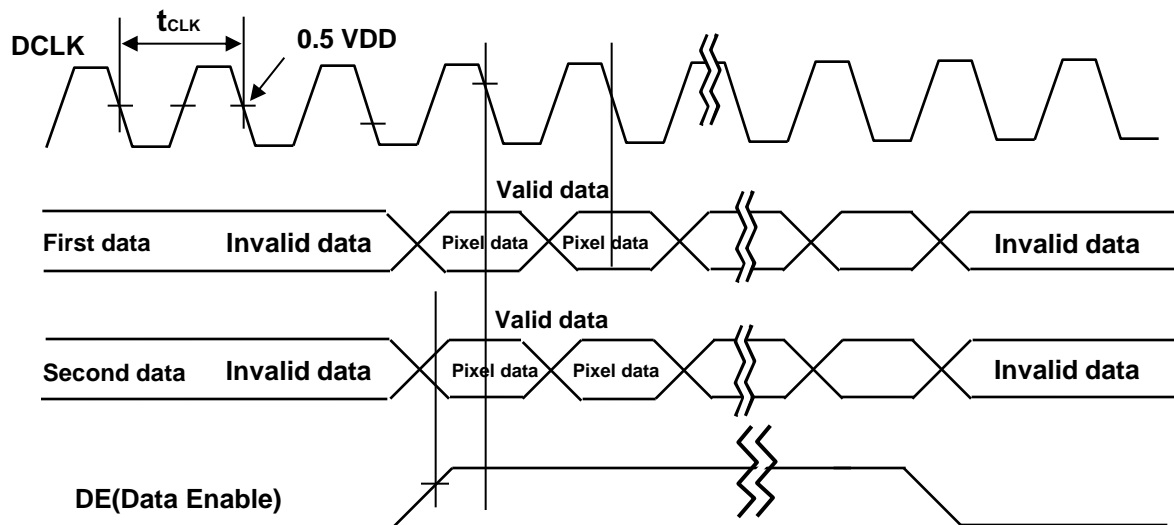 tCLK
DCLK
0.5 VDD
Valid data
First data
Invalid data
Pixel data
Pixel data
Invalid data
Valid data
Second data
Invalid data
Pixel data
Pixel data
Invalid data
DE(Data Enable)